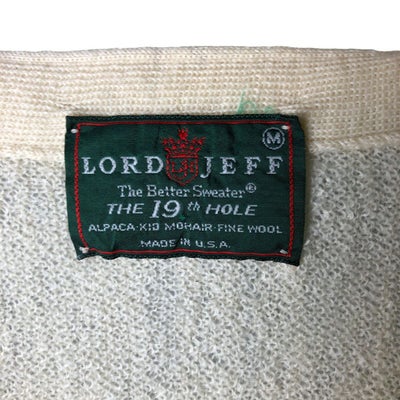 M
LORD JEFF
The Better Sweater®
THE 19th HOLE
ALPACA·KID MOHAIR·FINE WOOL
MADE IN U.S.A.